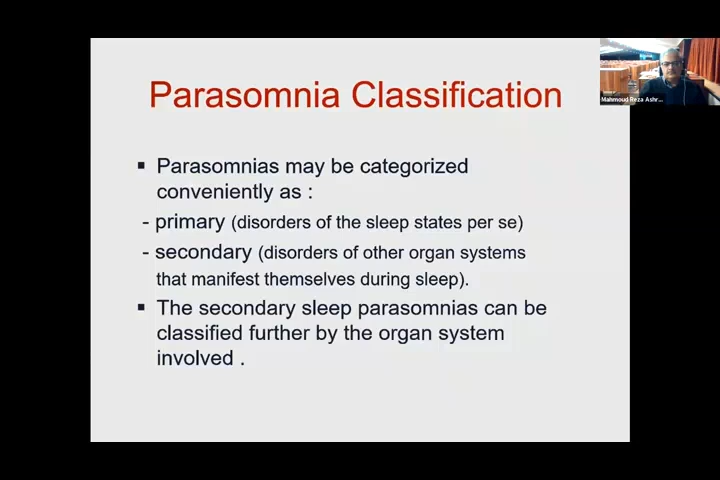 Parasomnia Classification
▪ Parasomnias may be categorized
conveniently as :
- primary (disorders of the sleep states per se)
- secondary (disorders of other organ systems
that manifest themselves during sleep).
▪ The secondary sleep parasomnias can be
classified further by the organ system
involved .
Mahmoud Reza Ashr...